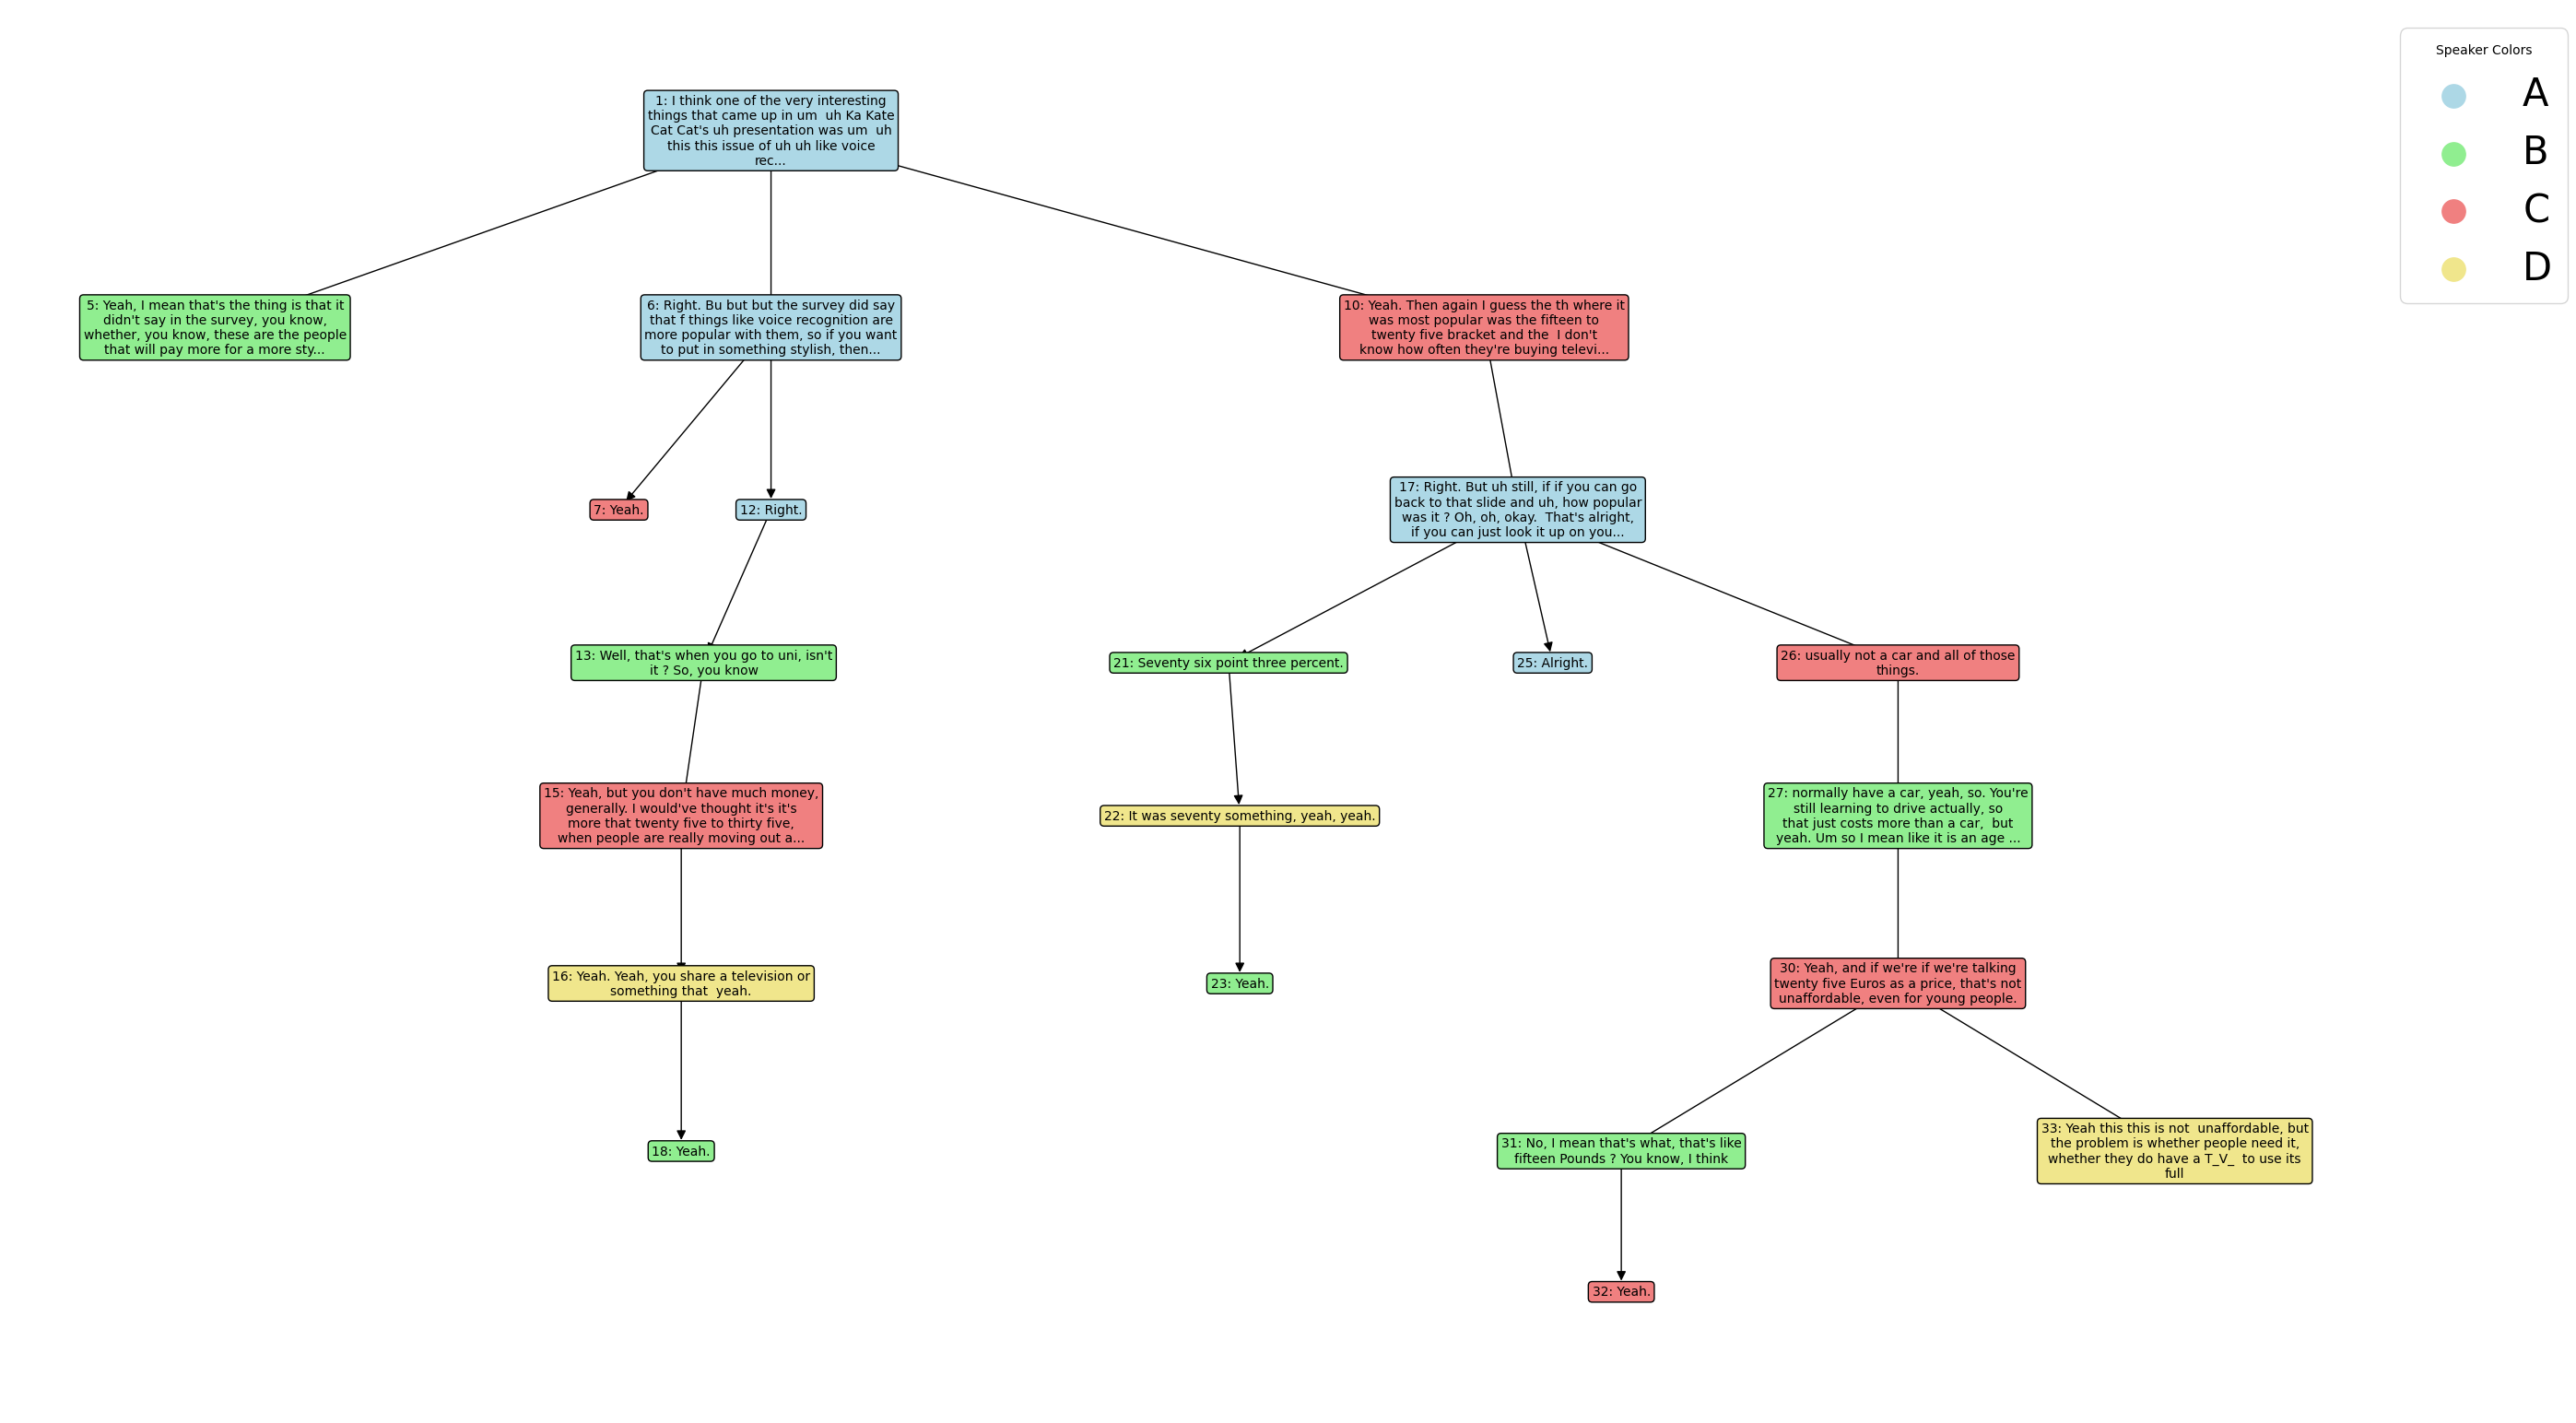 Speaker Colors
A
B
C
D
1: I think one of the very interesting
things that came up in um  uh Ka Kate
Cat Cat's uh presentation was um  uh
this this issue of uh uh like voice
rec...
5: Yeah, I mean that's the thing is that it
didn't say in the survey, you know,
whether, you know, these are the people
that will pay more for a more sty...
6: Right. Bu but but the survey did say
that f things like voice recognition are
more popular with them, so if you want
to put in something stylish, then...
10: Yeah. Then again I guess the th where it
was most popular was the fifteen to
twenty five bracket and the  I don't
know how often they're buying televi...
7: Yeah.
12: Right.
17: Right. But uh still, if if you can go
back to that slide and uh, how popular
was it ? Oh, oh, okay.  That's alright,
if you can just look it up on you...
13: Well, that's when you go to uni, isn't
it ? So, you know
21: Seventy six point three percent.
25: Alright.
26: usually not a car and all of those
things.
15: Yeah, but you don't have much money,
generally. I would've thought it's it's
more that twenty five to thirty five,
when people are really moving out a...
22: It was seventy something, yeah, yeah.
27: normally have a car, yeah, so. You're
still learning to drive actually, so
that just costs more than a car,  but
yeah. Um so I mean like it is an age ...
16: Yeah. Yeah, you share a television or
something that  yeah.
23: Yeah.
30: Yeah, and if we're if we're talking
twenty five Euros as a price, that's not
unaffordable, even for young people.
18: Yeah.
31: No, I mean that's what, that's like
fifteen Pounds ? You know, I think
33: Yeah this this is not  unaffordable, but
the problem is whether people need it,
whether they do have a T_V_  to use its
full
32: Yeah.